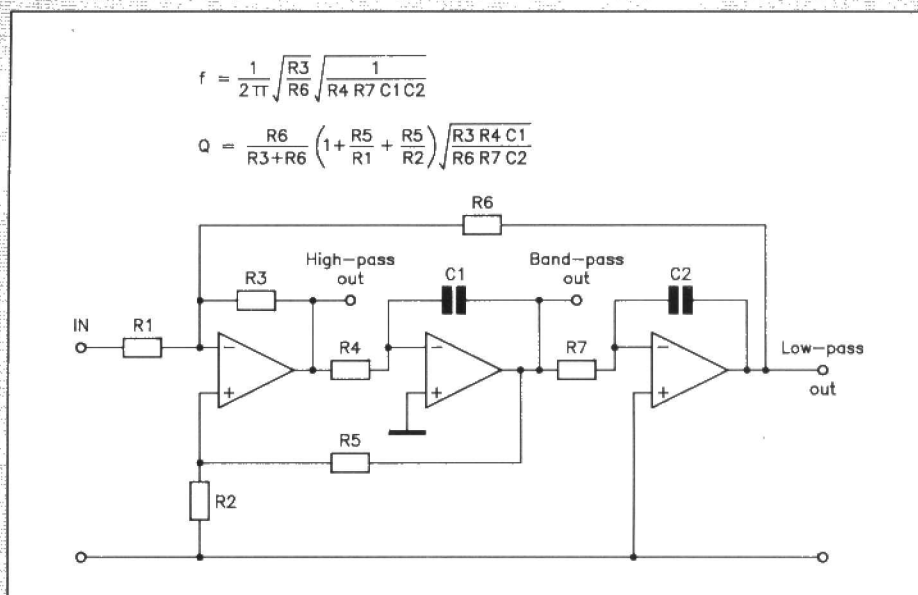 f = 1/(2π) √(R3/R6) √(1/(R4 R7 C1 C2))
Q = R6/(R3+R6) (1+R5/R1 + R5/R2) √(R3 R4 C1/(R6 R7 C2))
R6
High-pass
out
Band-pass
out
R3
C1
C2
IN
R1
R4
R7
Low-pass
out
−
+
−
+
−
+
R5
R2